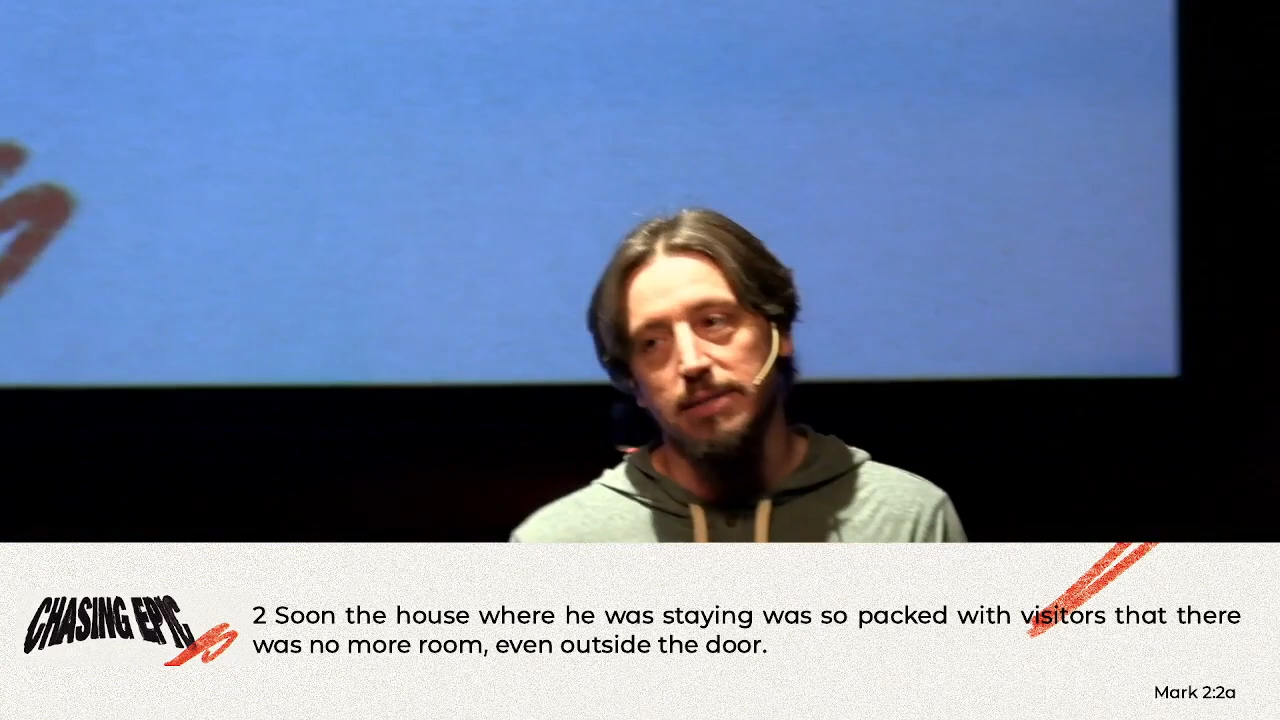 CHASING EPIC
2 Soon the house where he was staying was so packed with visitors that there
was no more room, even outside the door.
Mark 2:2a